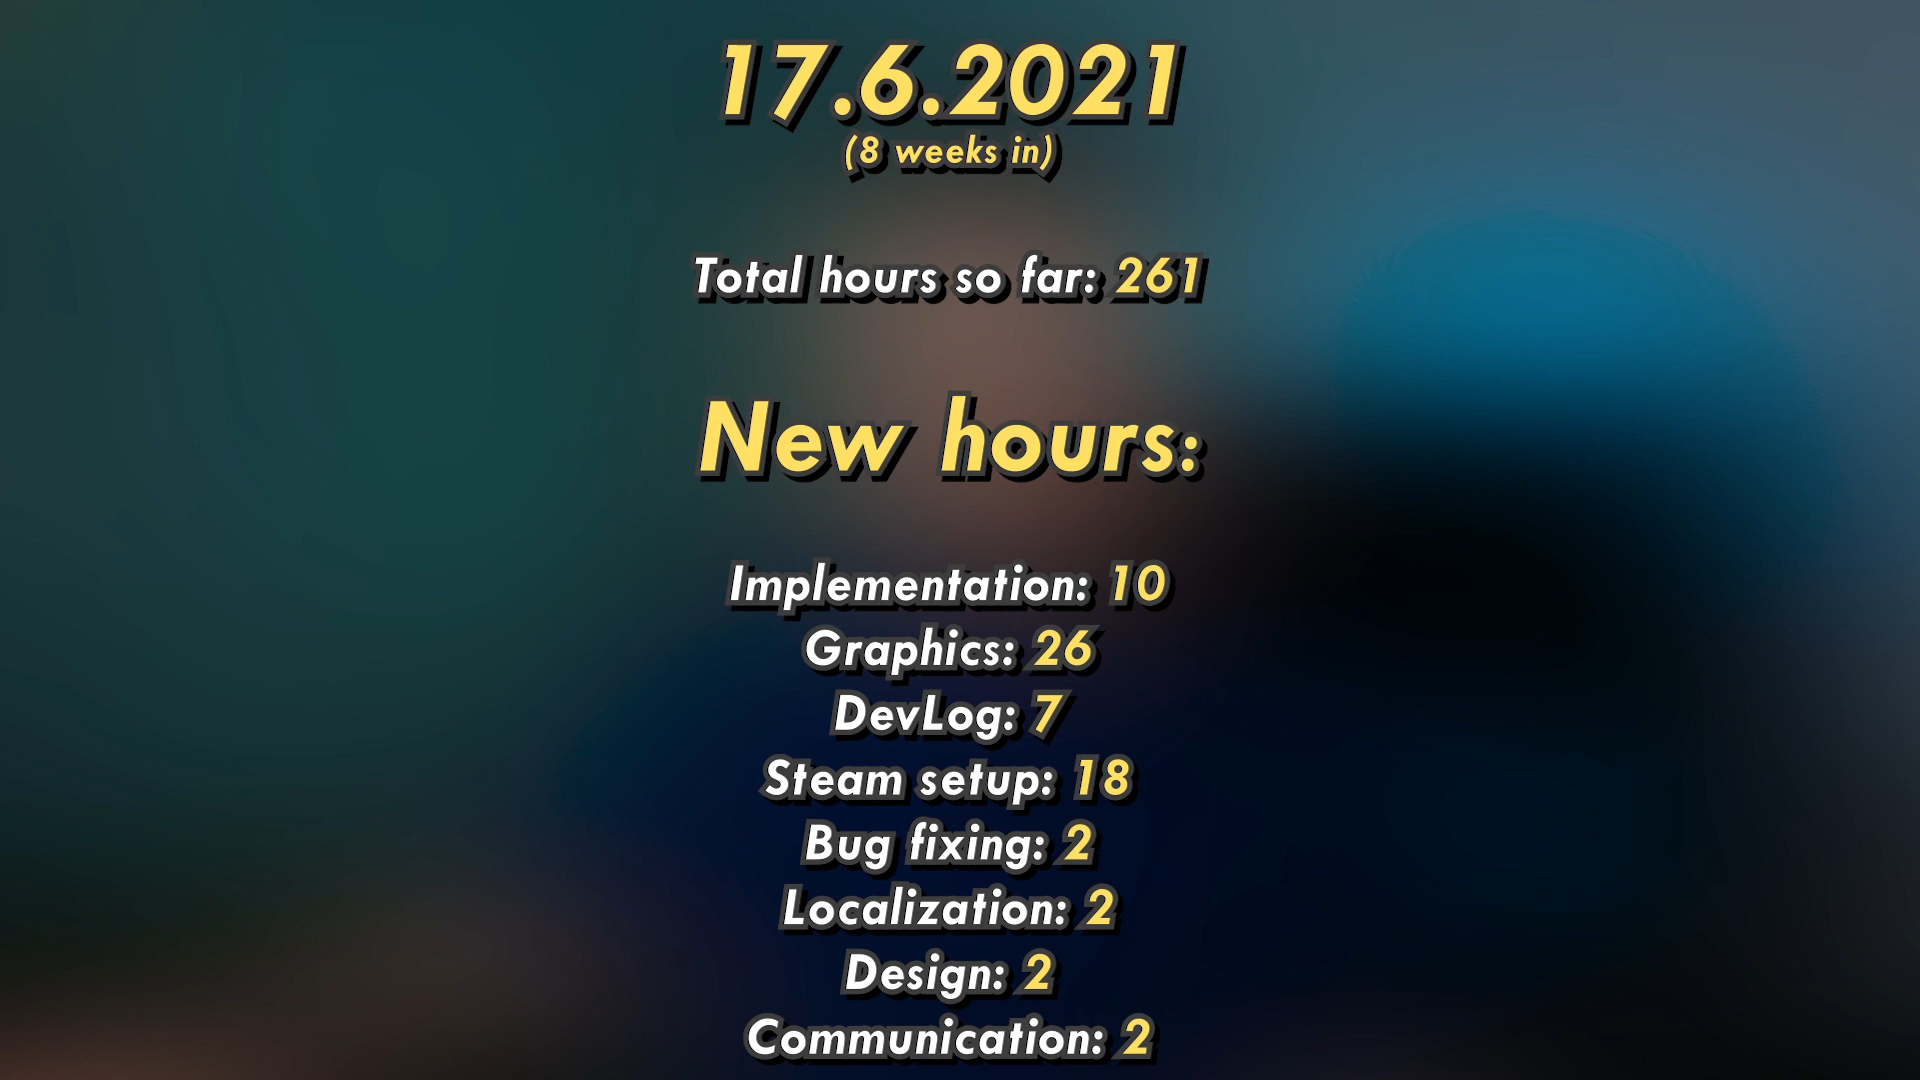 17.6.2021
(8 weeks in)
Total hours so far: 261
New hours:
Implementation: 10
Graphics: 26
DevLog: 7
Steam setup: 18
Bug fixing: 2
Localization: 2
Design: 2
Communication: 2